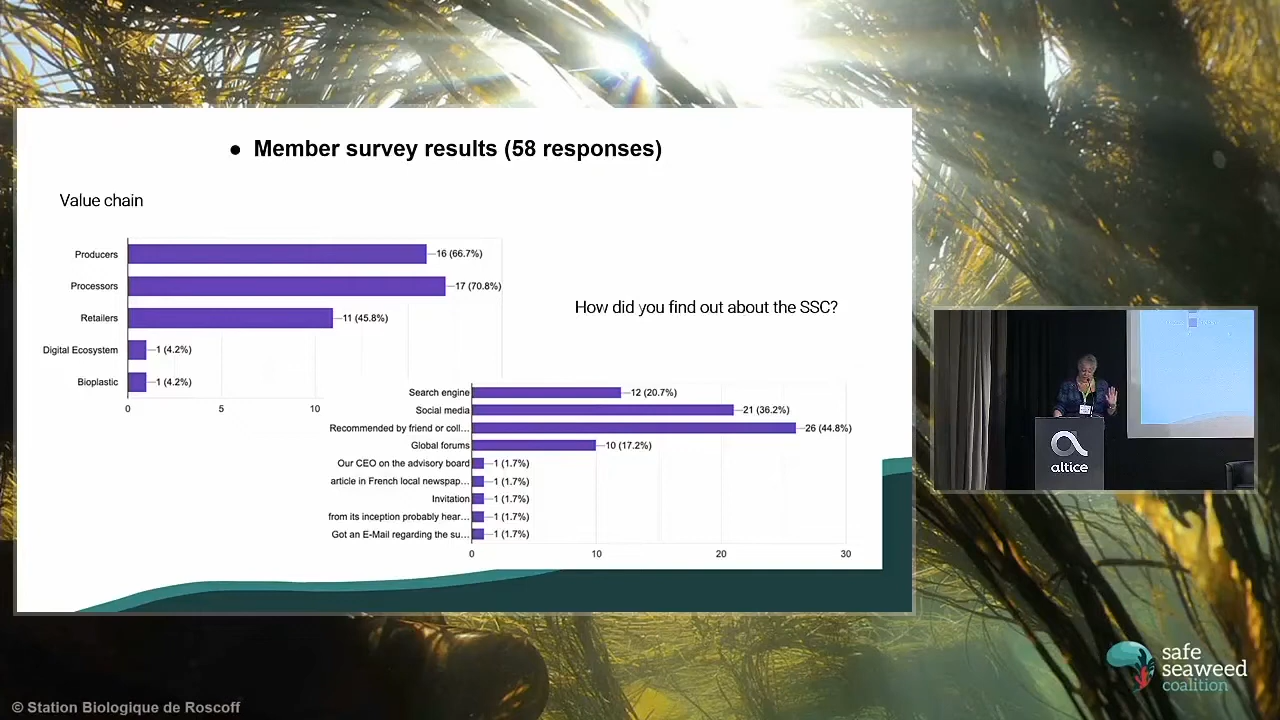 ● Member survey results (58 responses)
Value chain
Producers 16 (66.7%)
Processors 17 (70.8%)
Retailers 11 (45.8%)
Digital Ecosystem 1 (4.2%)
Bioplastic 1 (4.2%)
0 5 10
How did you find out about the SSC?
Search engine 12 (20.7%)
Social media 21 (36.2%)
Recommended by friend or coll... 26 (44.8%)
Global forums 10 (17.2%)
Our CEO on the advisory board 1 (1.7%)
article in French local newspap... 1 (1.7%)
Invitation 1 (1.7%)
from its inception probably hear... 1 (1.7%)
Got an E-Mail regarding the su... 1 (1.7%)
0 10 20 30
altice
safe
seaweed
coalition
© Station Biologique de Roscoff